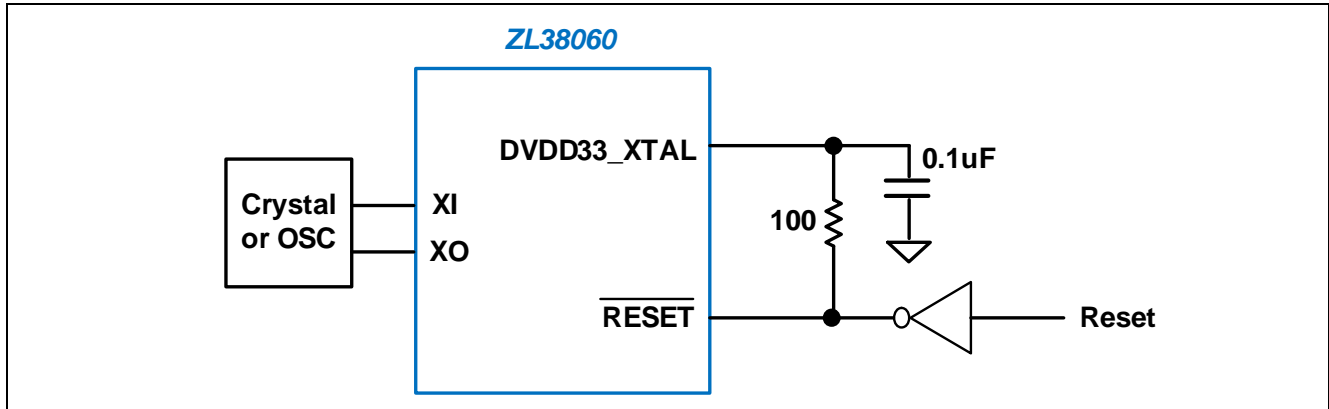 ZL38060
DVDD33_XTAL
0.1uF
Crystal
or OSC
XI
XO
100
RESET
Reset